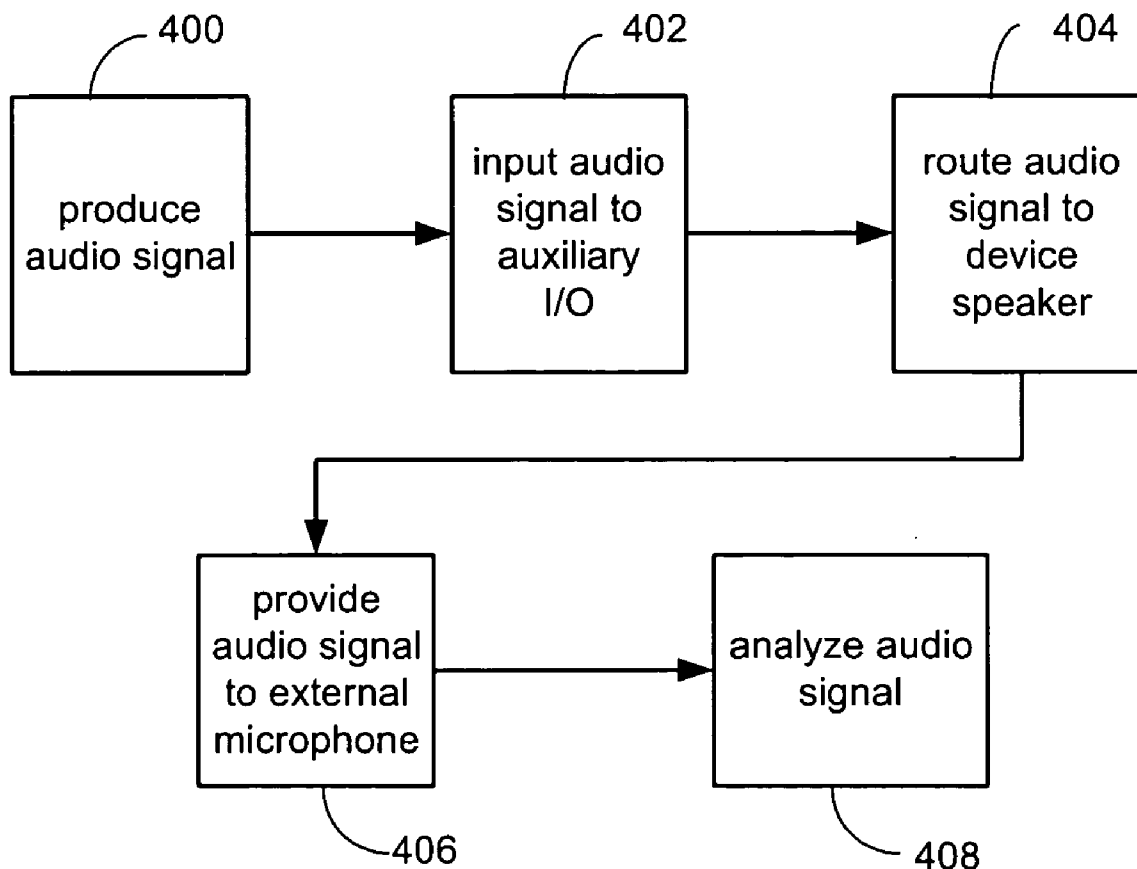 400
402
404
produce
audio signal
input audio
signal to
auxiliary
I/O
route audio
signal to
device
speaker
provide
audio signal
to external
microphone
analyze audio
signal
406
408